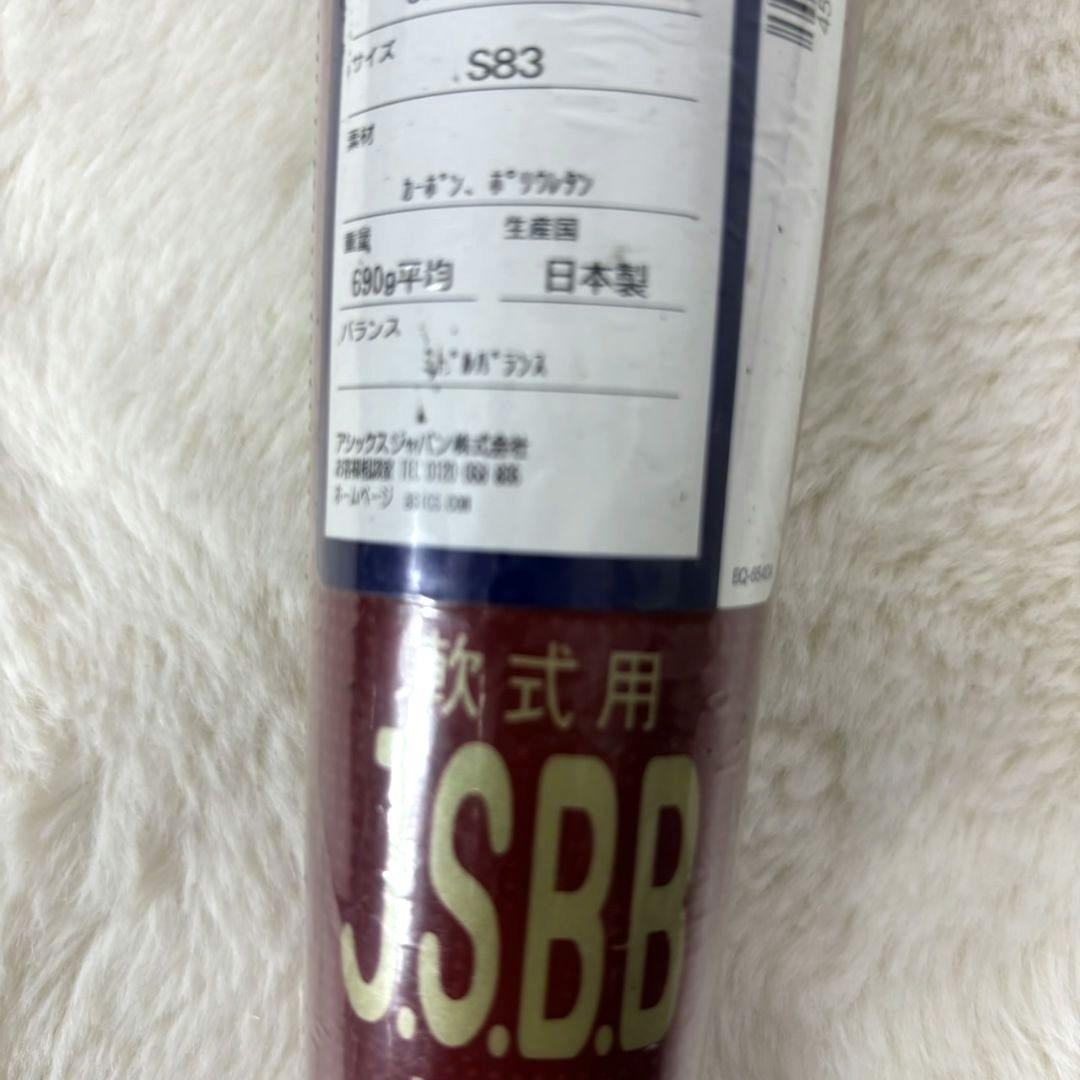 サイズ
S83
素材
カーボン、ポリウレタン
重量
生産国
690g平均
日本製
バランス
ミドルバランス
アシックスジャパン株式会社
お客様相談室 TEL 0120
ホームページ asics.com
45
軟式用
J.S.B.B